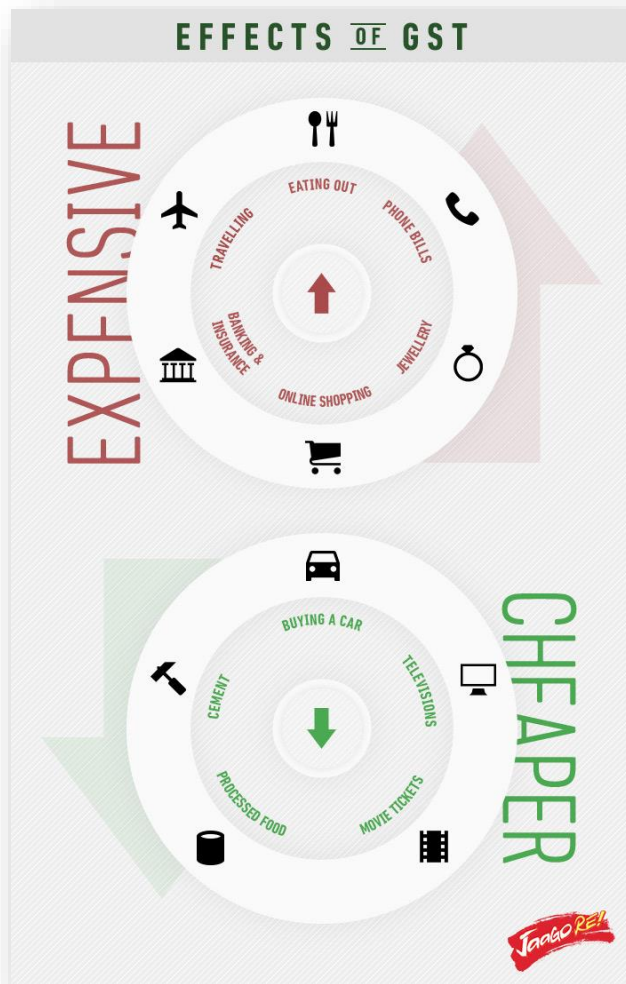 EFFECTS OF GST
EXPENSIVE
EATING OUT
PHONE BILLS
JEWELLERY
ONLINE SHOPPING
BANKING &
INSURANCE
TRAVELLING
CHEAPER
BUYING A CAR
TELEVISIONS
MOVIE TICKETS
PROCESSED FOOD
CEMENT
JAAGO RE!